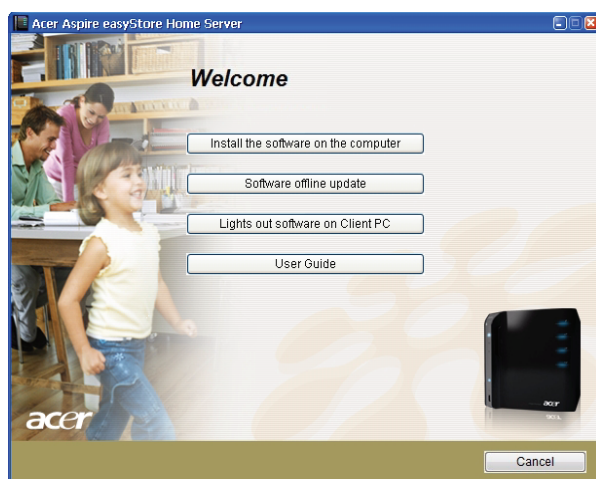 Acer Aspire easyStore Home Server
Welcome
Install the software on the computer
Software offline update
Lights out software on Client PC
User Guide
acer
acer
Cancel